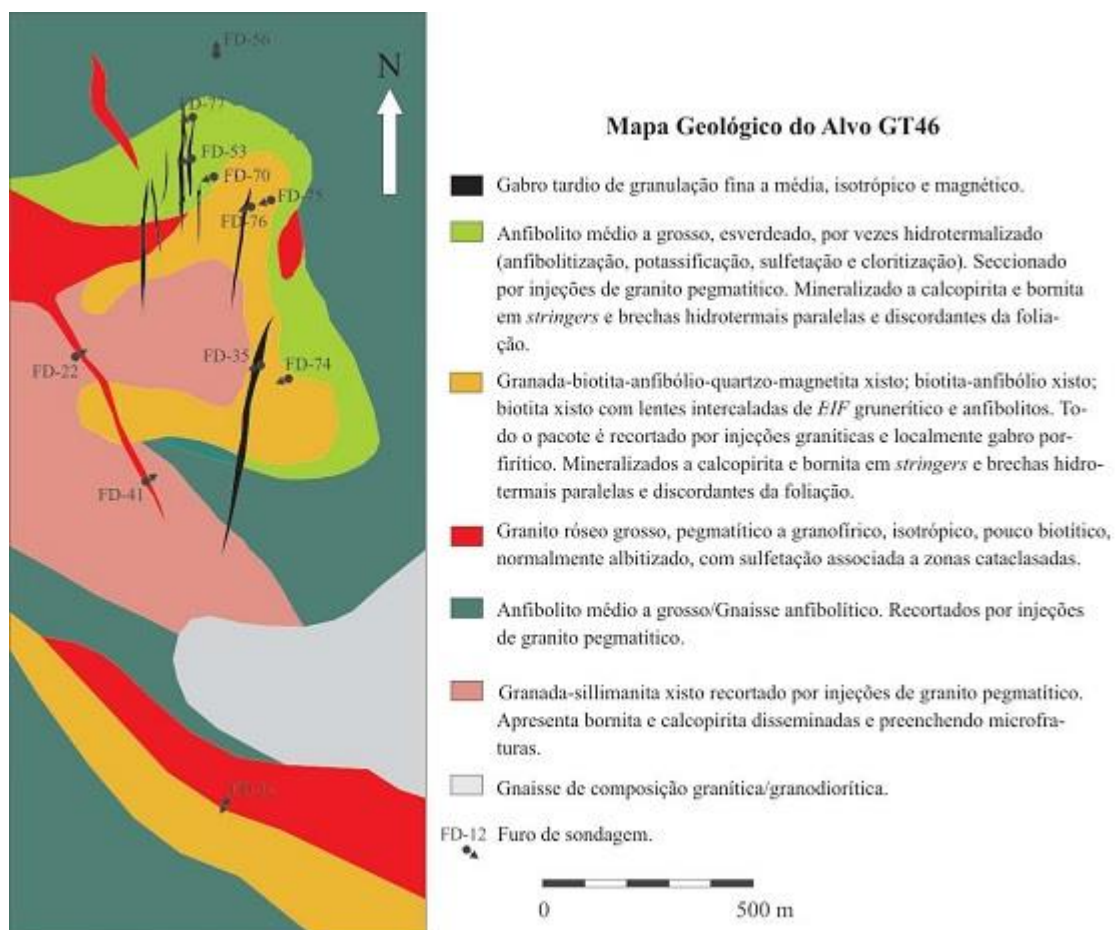 FD-56
N
FD-77
FD-53
FD-70
FD-75
FD-76
FD-35
FD-74
FD-22
FD-41
Mapa Geológico do Alvo GT46
Gabro tardio de granulação fina a média, isotrópico e magnético.
Anfibolito médio a grosso, esverdeado, por vezes hidrotermalizado
(anfibolitização, potassificação, sulfetação e cloritização). Seccionado
por injeções de granito pegmatítico. Mineralizado a calcopirita e bornita
em stringers e brechas hidrotermais paralelas e discordantes da folia-
ção.
Granada-biotita-anfibólio-quartzo-magnetita xisto; biotita-anfibólio xisto;
biotita xisto com lentes intercaladas de EIF grunerítico e anfibolitos. To-
do o pacote é recortado por injeções graníticas e localmente gabro por-
firítico. Mineralizados a calcopirita e bornita em stringers e brechas hidro-
termais paralelas e discordantes da foliação.
Granito róseo grosso, pegmatítico a granofírico, isotrópico, pouco biotítico,
normalmente albitizado, com sulfetação associada a zonas cataclasadas.
Anfibolito médio a grosso/Gnaisse anfibolítico. Recortados por injeções
de granito pegmatítico.
Granada-sillimanita xisto recortado por injeções de granito pegmatítico.
Apresenta bornita e calcopirita disseminadas e preenchendo microfra-
turas.
Gnaisse de composição granítica/granodiorítica.
FD-12 Furo de sondagem.
0 500 m